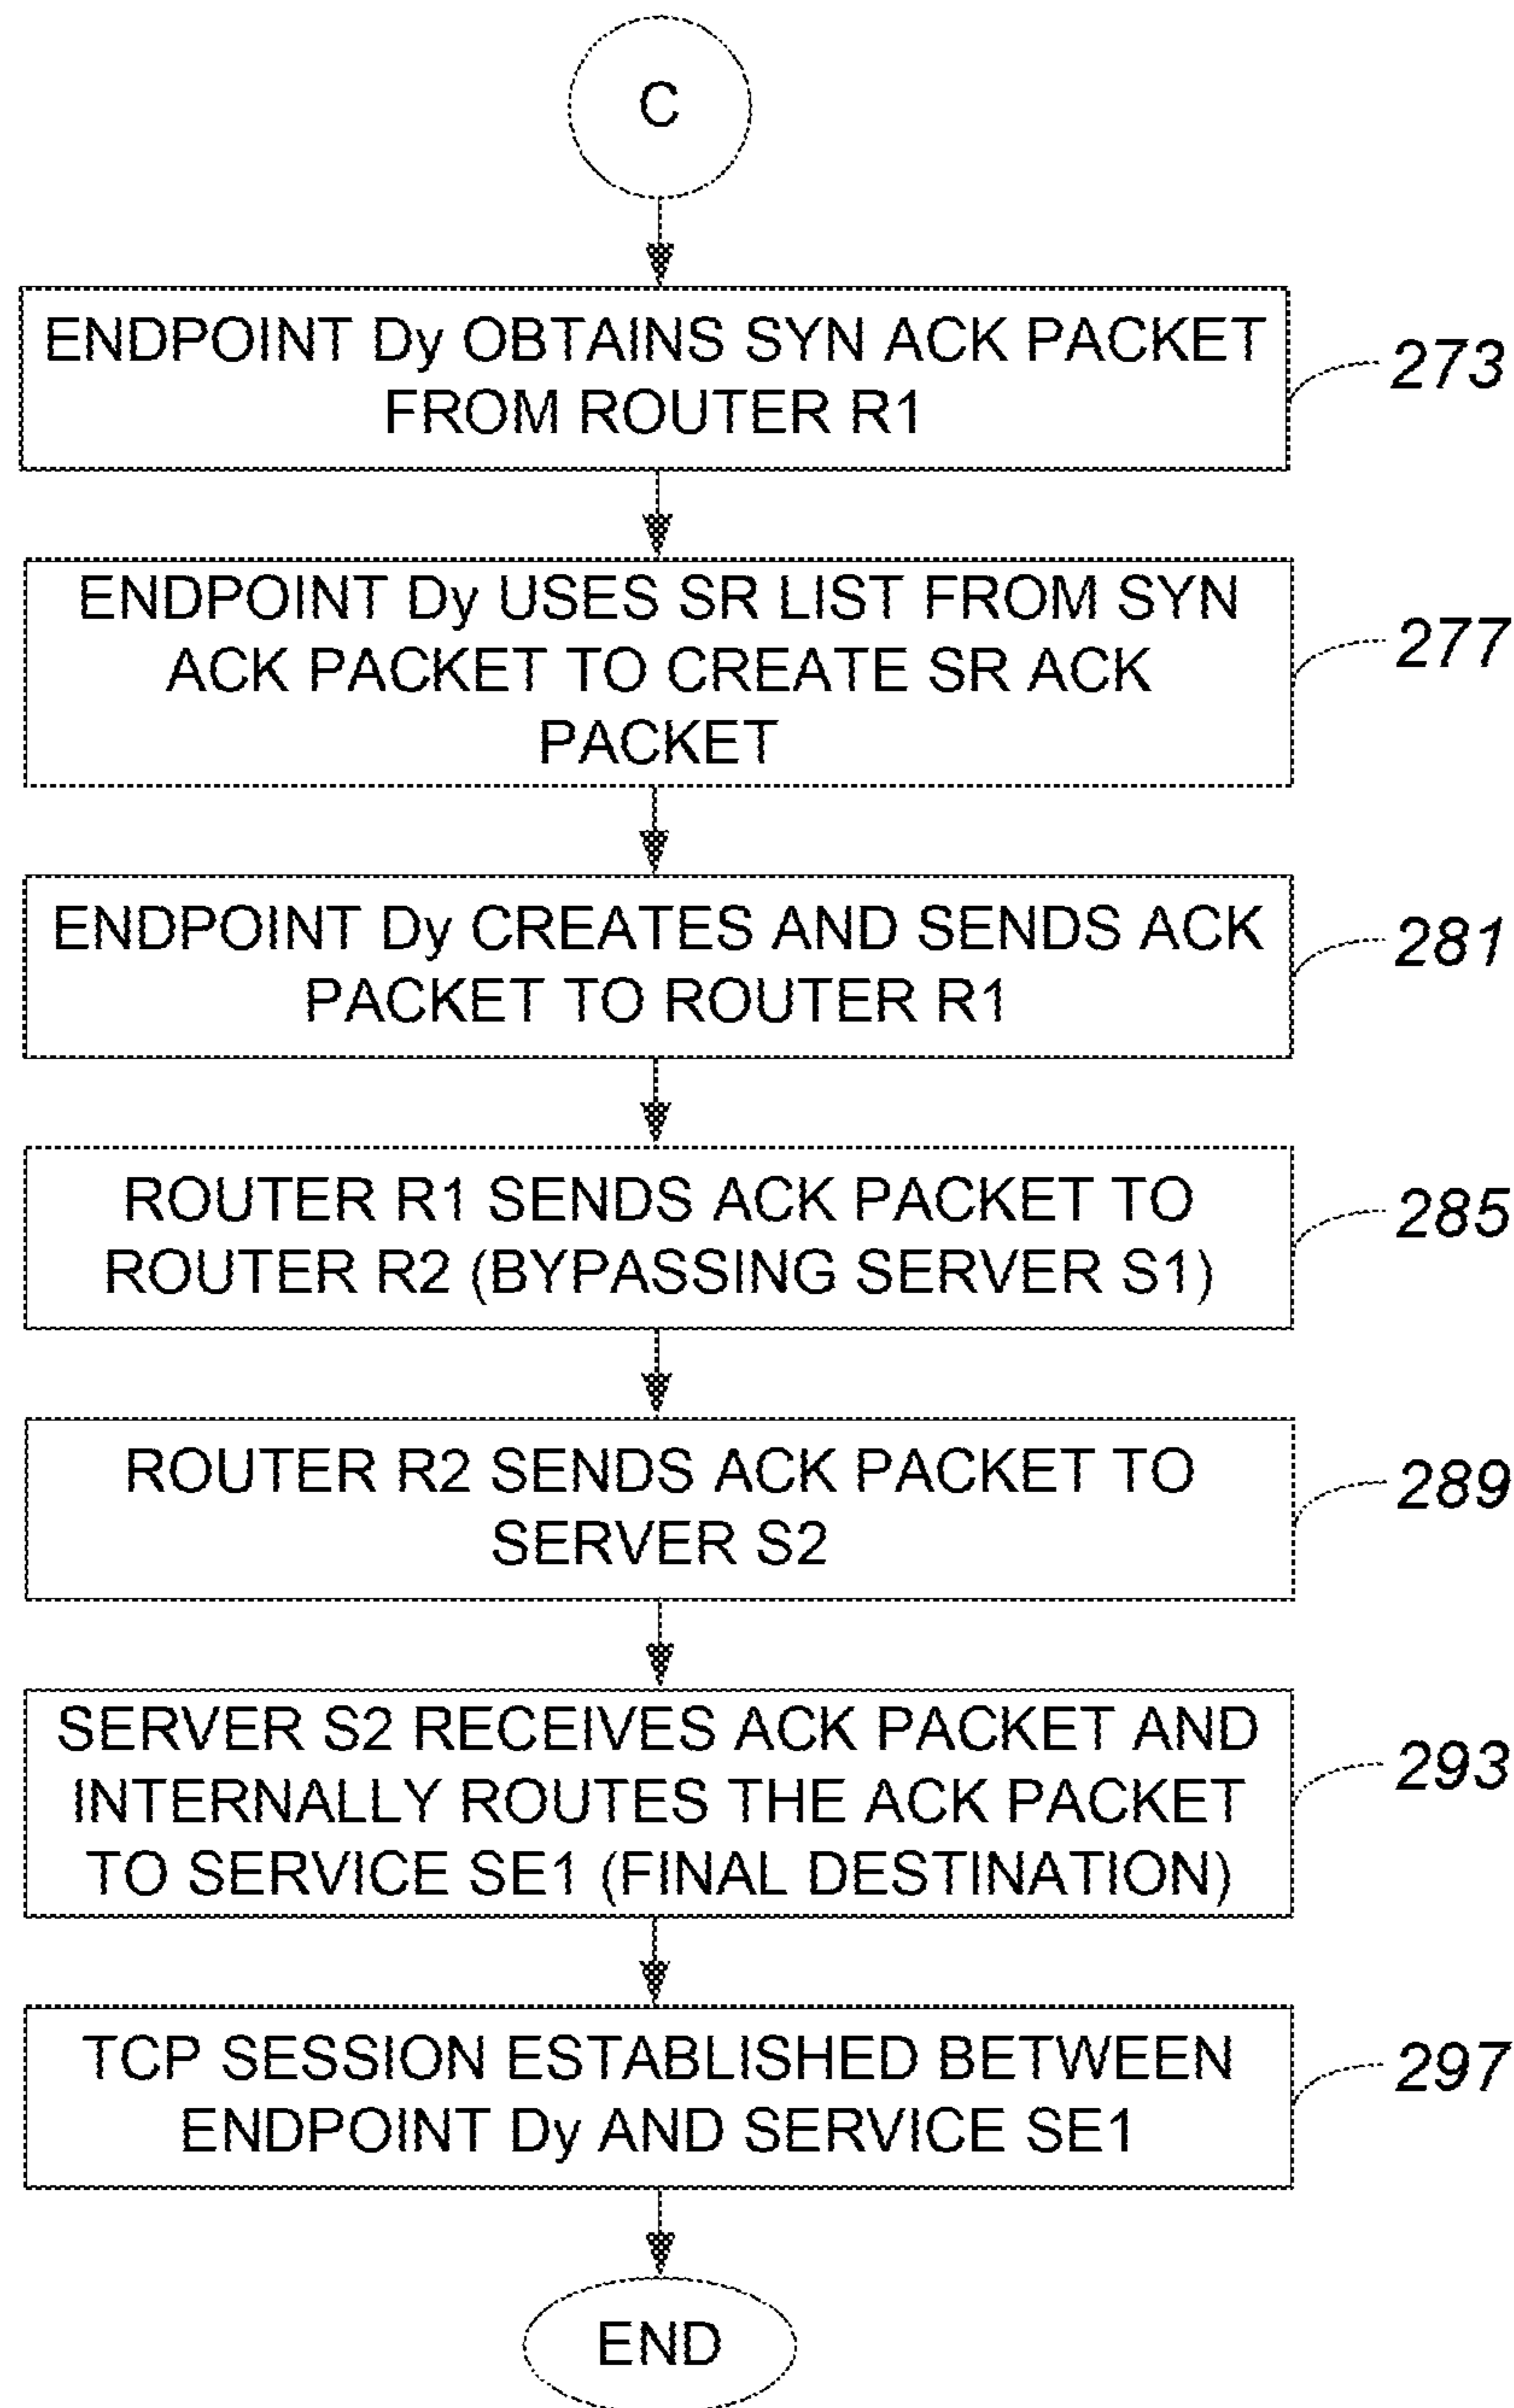 C
ENDPOINT Dy OBTAINS SYN ACK PACKET
FROM ROUTER R1
273
ENDPOINT Dy USES SR LIST FROM SYN
ACK PACKET TO CREATE SR ACK
PACKET
277
ENDPOINT Dy CREATES AND SENDS ACK
PACKET TO ROUTER R1
281
ROUTER R1 SENDS ACK PACKET TO
ROUTER R2 (BYPASSING SERVER S1)
285
ROUTER R2 SENDS ACK PACKET TO
SERVER S2
289
SERVER S2 RECEIVES ACK PACKET AND
INTERNALLY ROUTES THE ACK PACKET
TO SERVICE SE1 (FINAL DESTINATION)
293
TCP SESSION ESTABLISHED BETWEEN
ENDPOINT Dy AND SERVICE SE1
297
END